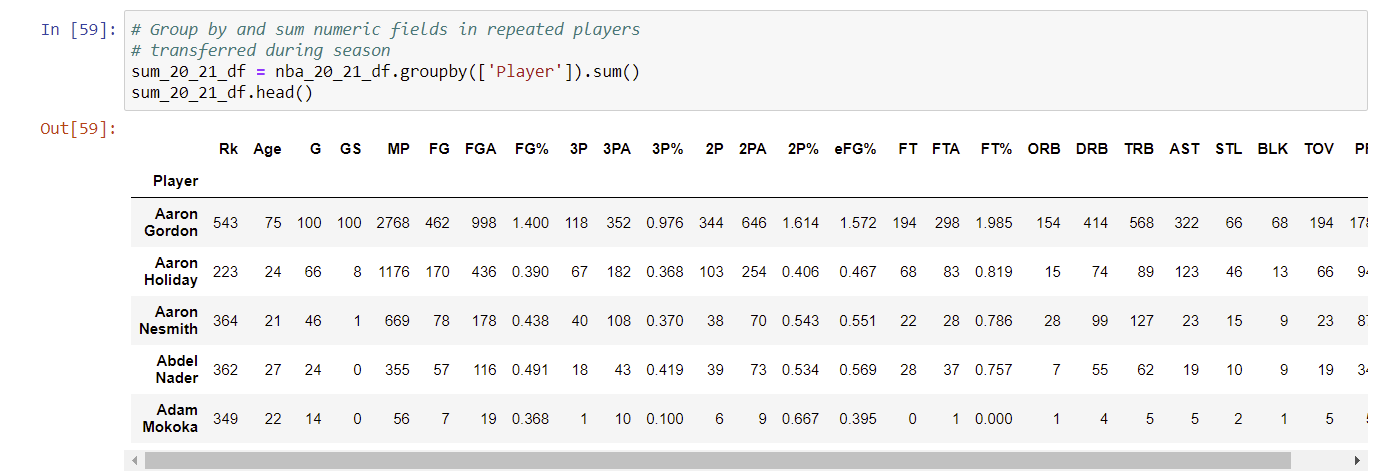 In [59]: # Group by and sum numeric fields in repeated players
# transferred during season
sum_20_21_df = nba_20_21_df.groupby(['Player']).sum()
sum_20_21_df.head()
Out[59]:
Rk Age G GS MP FG FGA FG% 3P 3PA 3P% 2P 2PA 2P% eFG% FT FTA FT% ORB DRB TRB AST STL BLK TOV
Player
Aaron Gordon 543 75 100 100 2768 462 998 1.400 118 352 0.976 344 646 1.614 1.572 194 298 1.985 154 414 568 322 66 68 194
Aaron Holiday 223 24 66 8 1176 170 436 0.390 67 182 0.368 103 254 0.406 0.467 68 83 0.819 15 74 89 123 46 13 66
Aaron Nesmith 364 21 46 1 669 78 178 0.438 40 108 0.370 38 70 0.543 0.551 22 28 0.786 28 99 127 23 15 9 23
Abdel Nader 362 27 24 0 355 57 116 0.491 18 43 0.419 39 73 0.534 0.569 28 37 0.757 7 55 62 19 10 9 19
Adam Mokoka 349 22 14 0 56 7 19 0.368 1 10 0.100 6 9 0.667 0.395 0 1 0.000 1 4 5 5 2 1 5